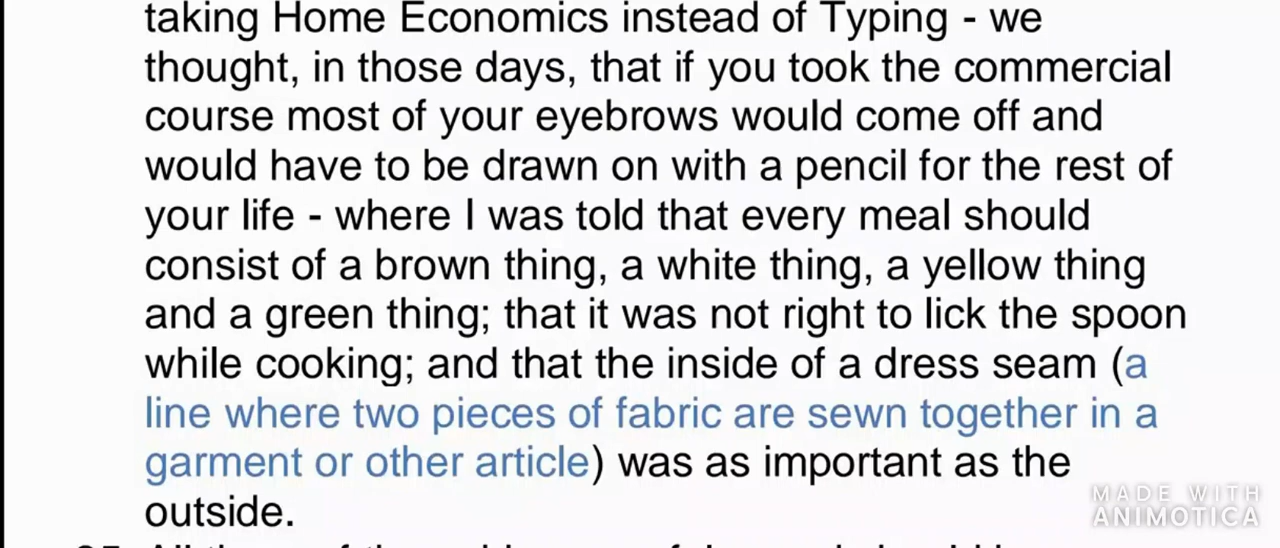 taking Home Economics instead of Typing - we
thought, in those days, that if you took the commercial
course most of your eyebrows would come off and
would have to be drawn on with a pencil for the rest of
your life - where I was told that every meal should
consist of a brown thing, a white thing, a yellow thing
and a green thing; that it was not right to lick the spoon
while cooking; and that the inside of a dress seam (a
line where two pieces of fabric are sewn together in a
garment or other article) was as important as the
outside.
MADE WITH
ANIMOTICA